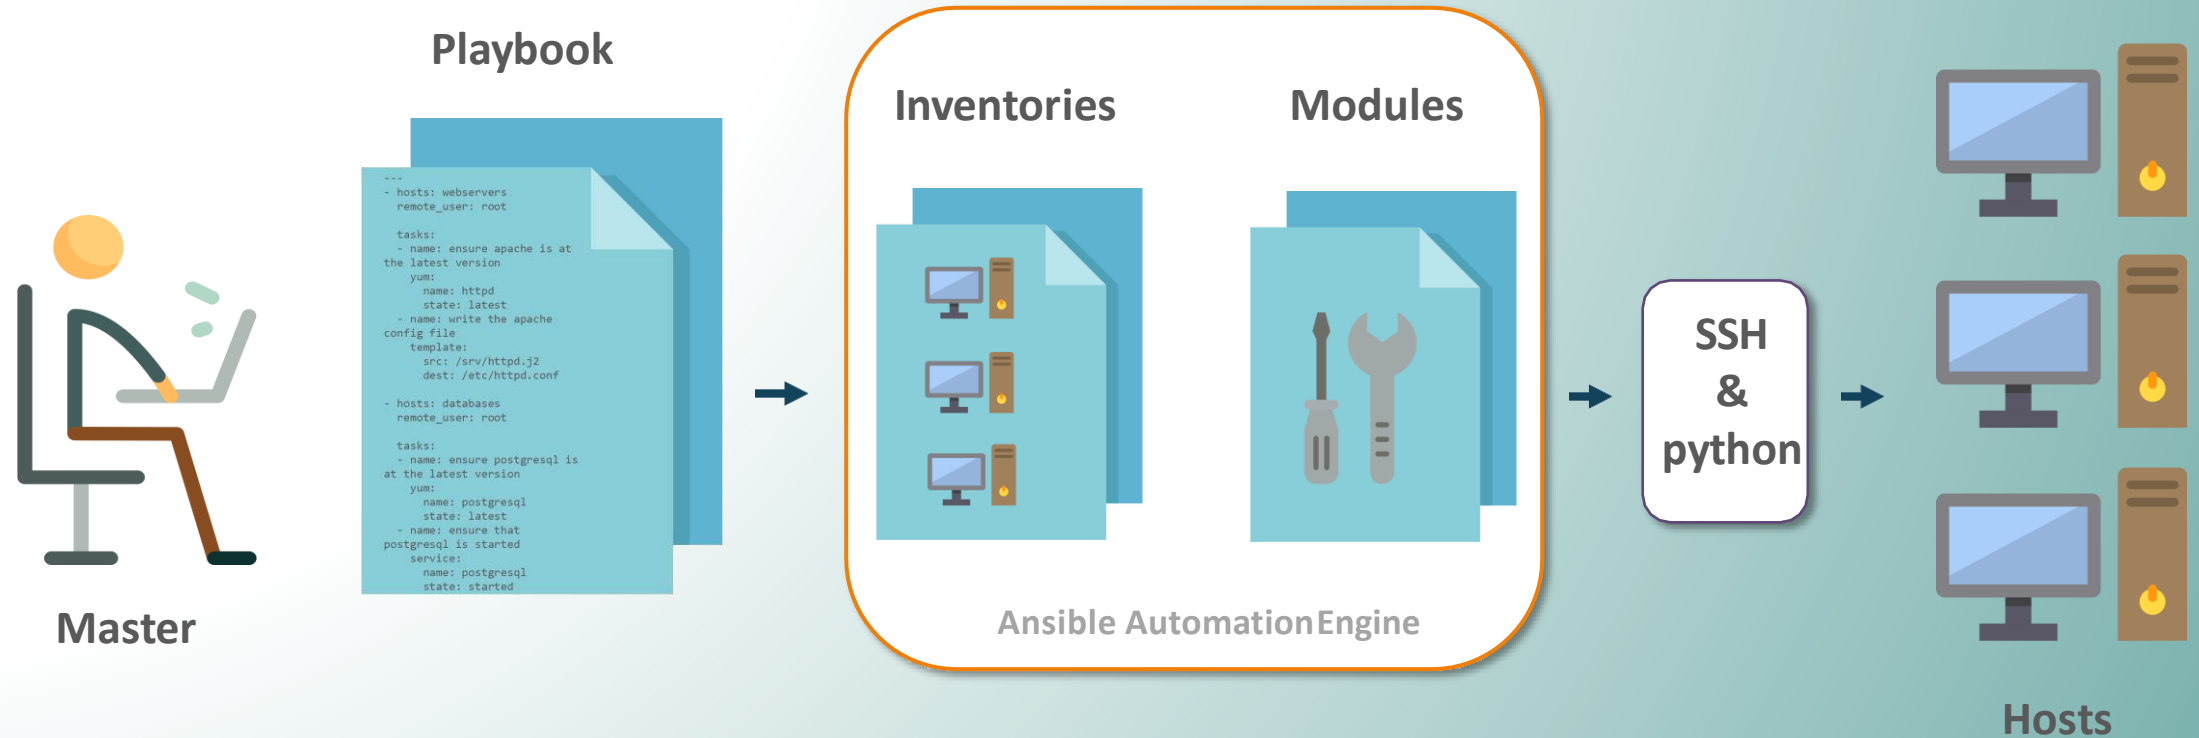 Playbook
---
- hosts: webservers
  remote_user: root
  tasks:
  - name: ensure apache is at
the latest version
    yum:
      name: httpd
      state: latest
  - name: write the apache
config file
    template:
      src: /srv/httpd.j2
      dest: /etc/httpd.conf
- hosts: databases
  remote_user: root
  tasks:
  - name: ensure postgresql is
at the latest version
    yum:
      name: postgresql
      state: latest
  - name: ensure that
postgresql is started
    service:
      name: postgresql
      state: started
Master
Inventories
Modules
Ansible Automation Engine
SSH
&
python
Hosts